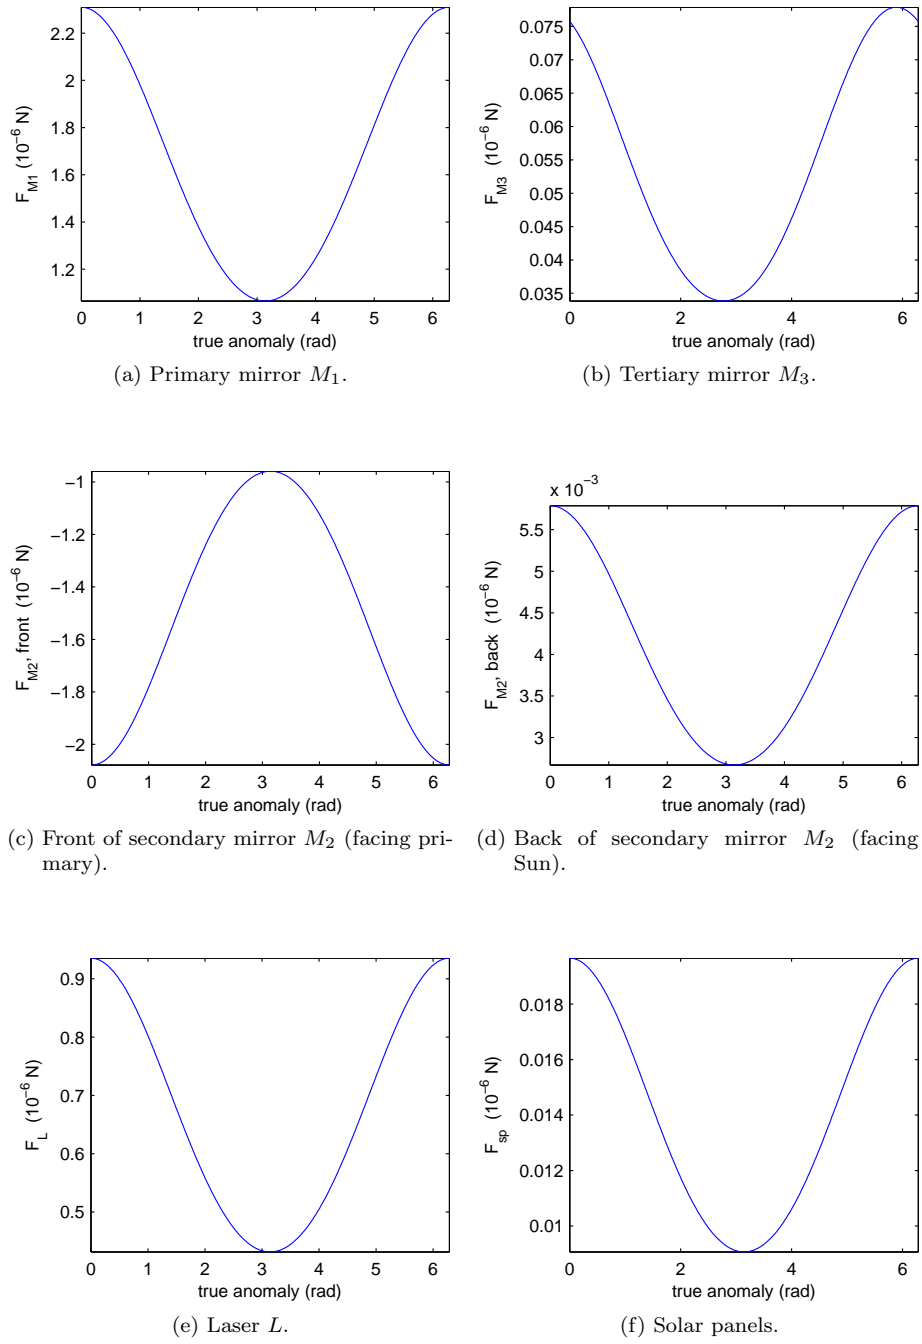 2.2
2
1.8
1.6
1.4
1.2
F_M1 (10^−6 N)
0 1 2 3 4 5 6
true anomaly (rad)
(a) Primary mirror M_1.
0.075
0.07
0.065
0.06
0.055
0.05
0.045
0.04
0.035
F_M3 (10^−6 N)
0 2 4 6
true anomaly (rad)
(b) Tertiary mirror M_3.
−1
−1.2
−1.4
−1.6
−1.8
−2
F_M2, front (10^−6 N)
0 1 2 3 4 5 6
true anomaly (rad)
(c) Front of secondary mirror M_2 (facing pri-
mary).
x 10^−3
5.5
5
4.5
4
3.5
3
F_M2, back (10^−6 N)
0 1 2 3 4 5 6
true anomaly (rad)
(d) Back of secondary mirror M_2 (facing
Sun).
0.9
0.8
0.7
0.6
0.5
F_L (10^−6 N)
0 1 2 3 4 5 6
true anomaly (rad)
(e) Laser L.
0.018
0.016
0.014
0.012
0.01
F_sp (10^−6 N)
0 2 4 6
true anomaly (rad)
(f) Solar panels.